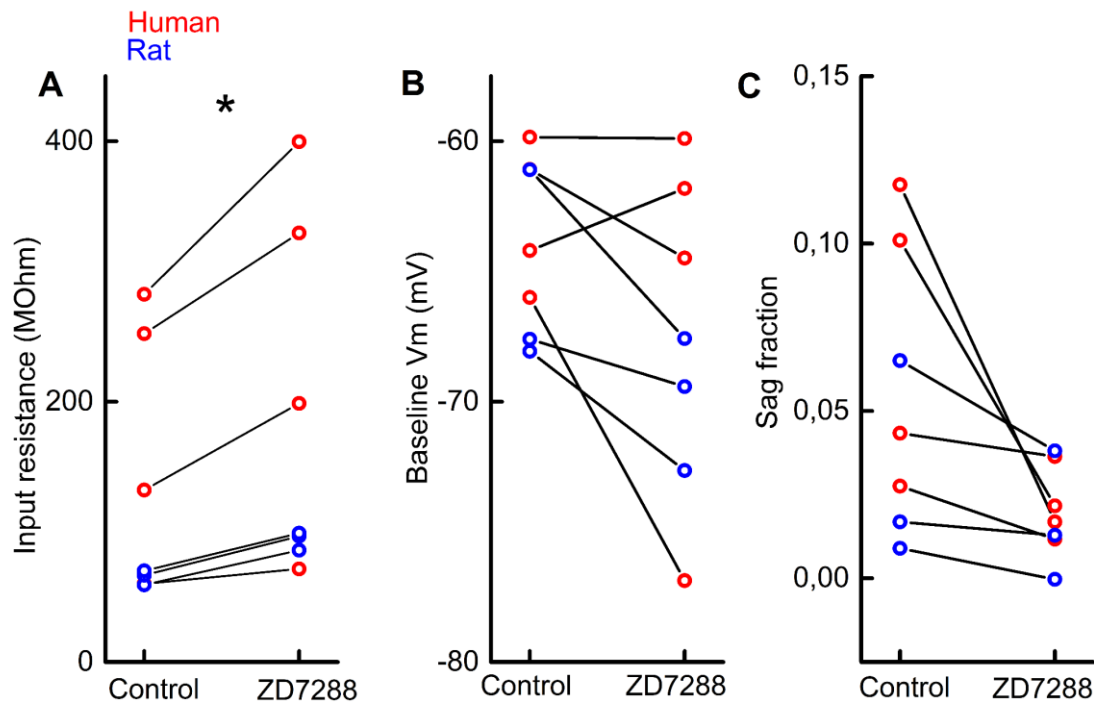 Human
Rat
A
*
Input resistance (MOhm)
400
200
0
Control
ZD7288
B
Baseline Vm (mV)
-60
-70
-80
Control
ZD7288
C
Sag fraction
0,15
0,10
0,05
0,00
Control
ZD7288